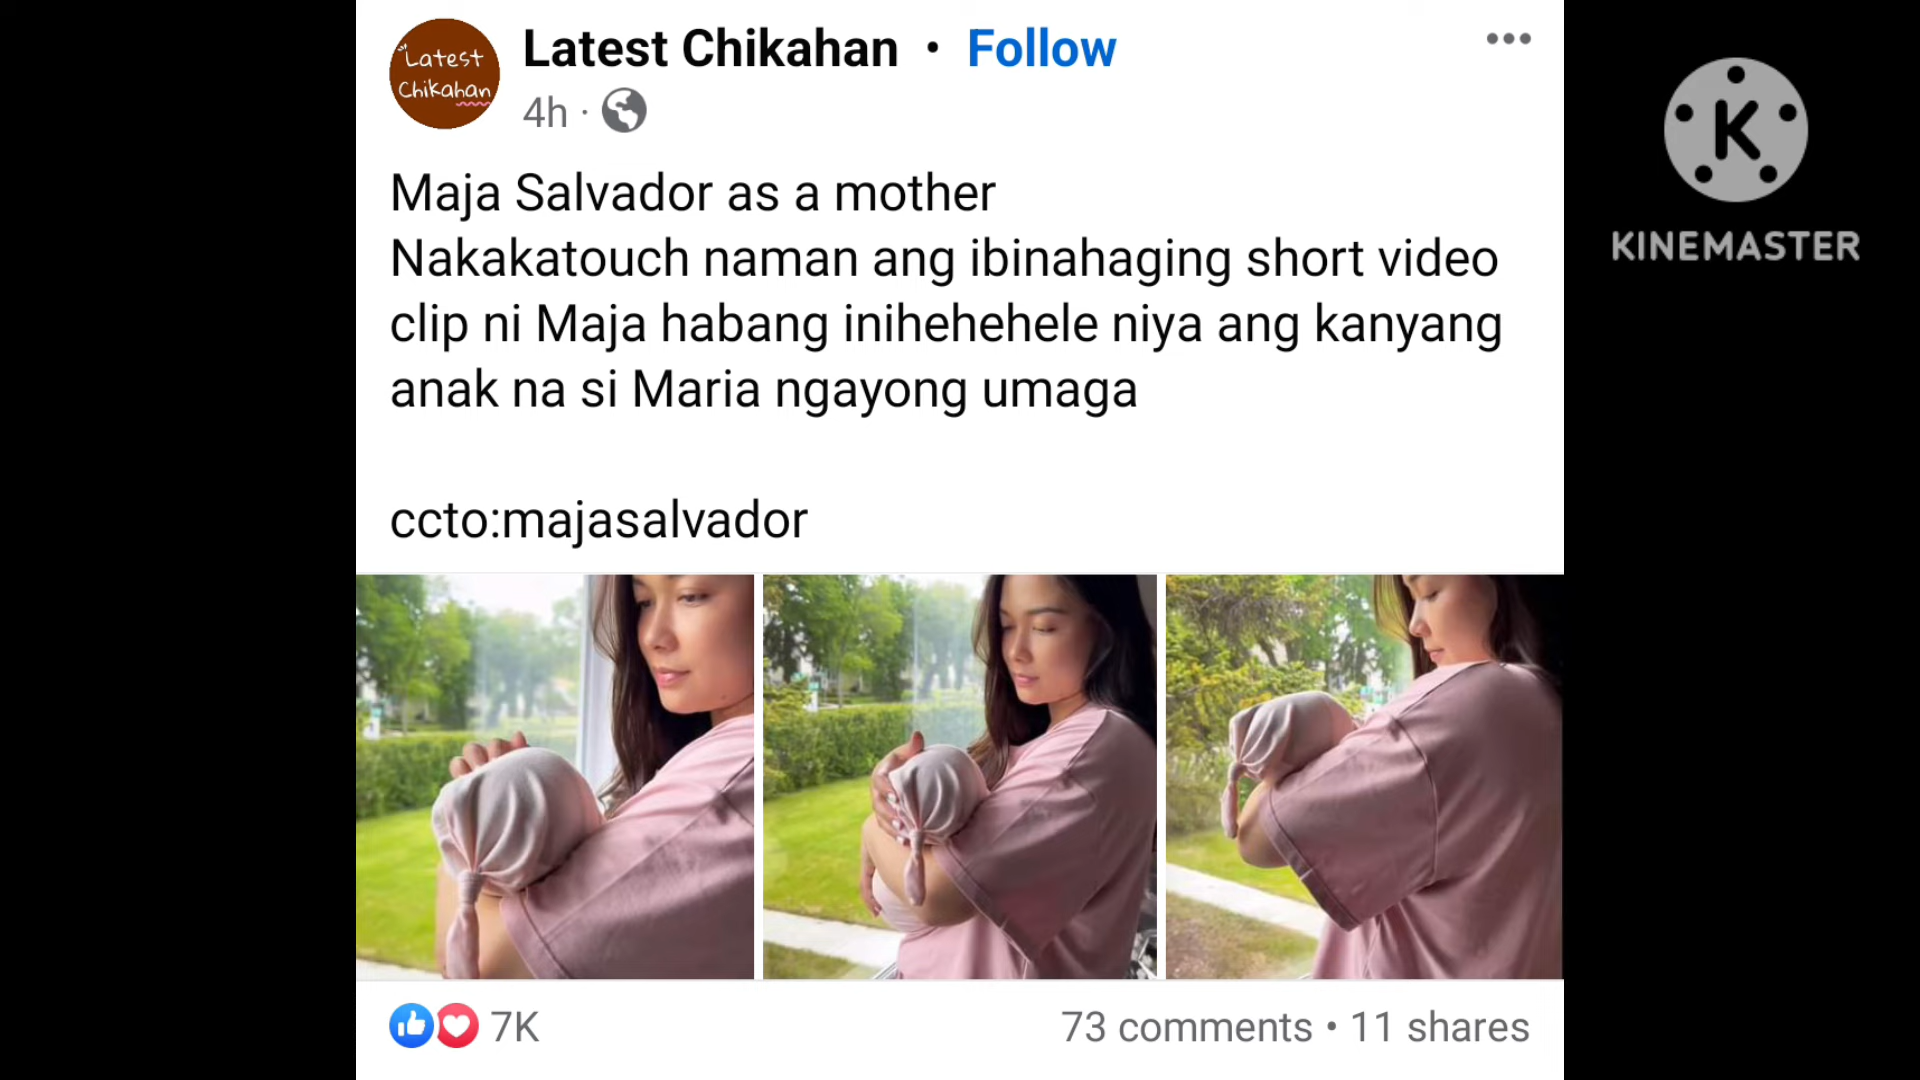 Latest
Chikahan
Latest Chikahan • Follow
4h ·
Maja Salvador as a mother
Nakakatouch naman ang ibinahaging short video
clip ni Maja habang inihehehele niya ang kanyang
anak na si Maria ngayong umaga
ccto:majasalvador
7K
73 comments • 11 shares
K
KINEMASTER